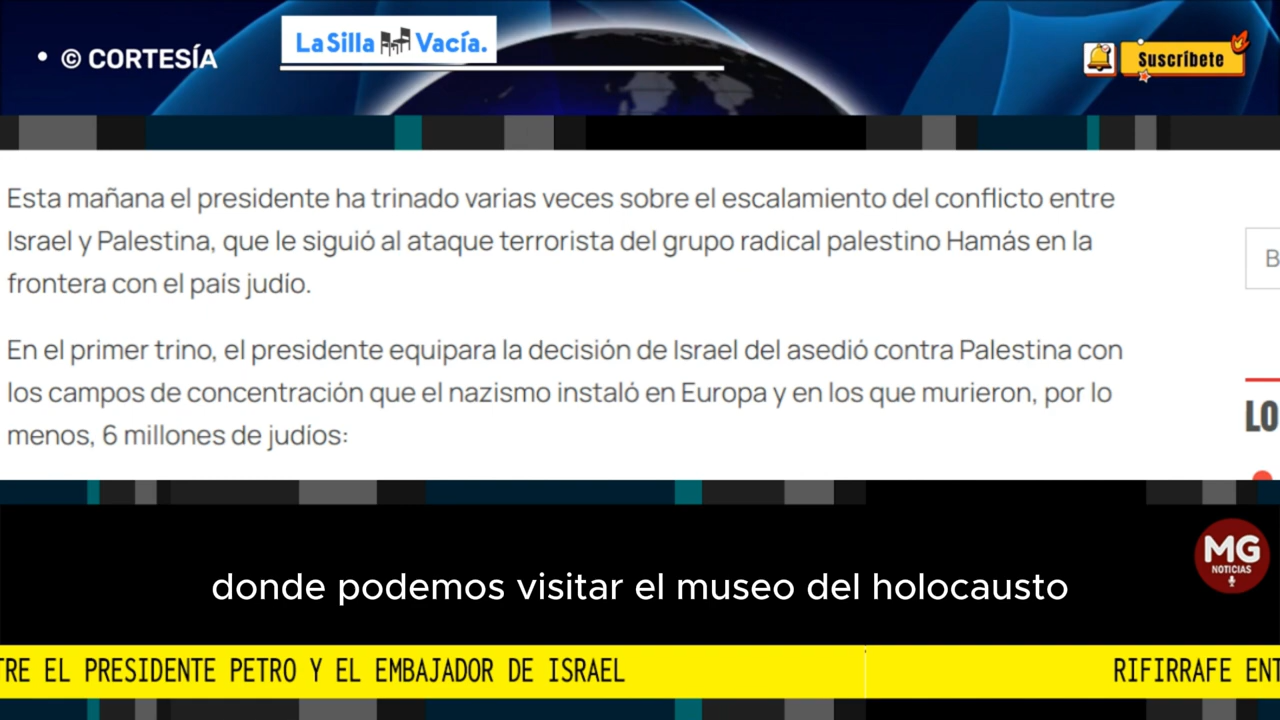 • © CORTESÍA
La Silla Vacía.
Suscríbete
Esta mañana el presidente ha trinado varias veces sobre el escalamiento del conflicto entre
Israel y Palestina, que le siguió al ataque terrorista del grupo radical palestino Hamás en la
frontera con el país judío.
B
En el primer trino, el presidente equipara la decisión de Israel del asedió contra Palestina con
los campos de concentración que el nazismo instaló en Europa y en los que murieron, por lo
menos, 6 millones de judíos:
LO
MG
NOTICIAS
donde podemos visitar el museo del holocausto
TRE EL PRESIDENTE PETRO Y EL EMBAJADOR DE ISRAEL
RIFIRRAFE ENT